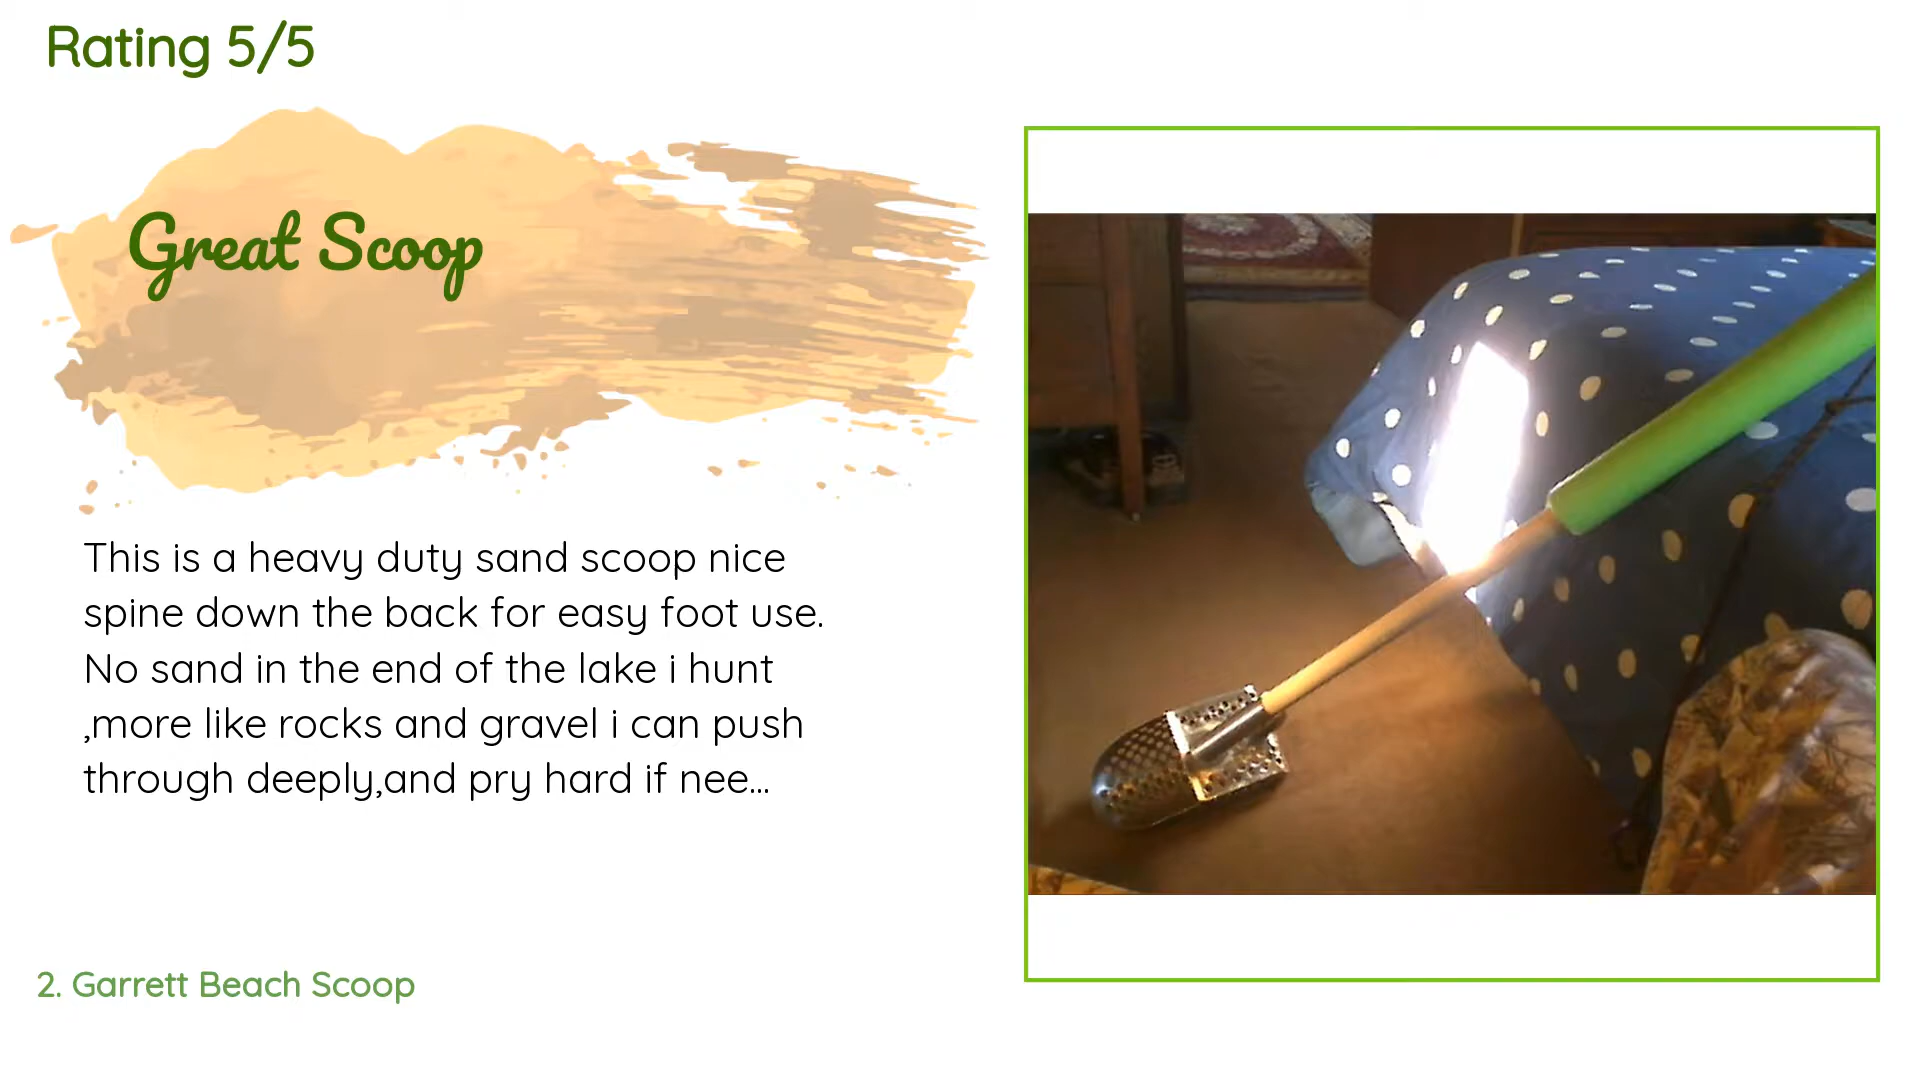 Rating 5/5
Great Scoop
This is a heavy duty sand scoop nice
spine down the back for easy foot use.
No sand in the end of the lake i hunt
,more like rocks and gravel i can push
through deeply,and pry hard if nee...
2. Garrett Beach Scoop